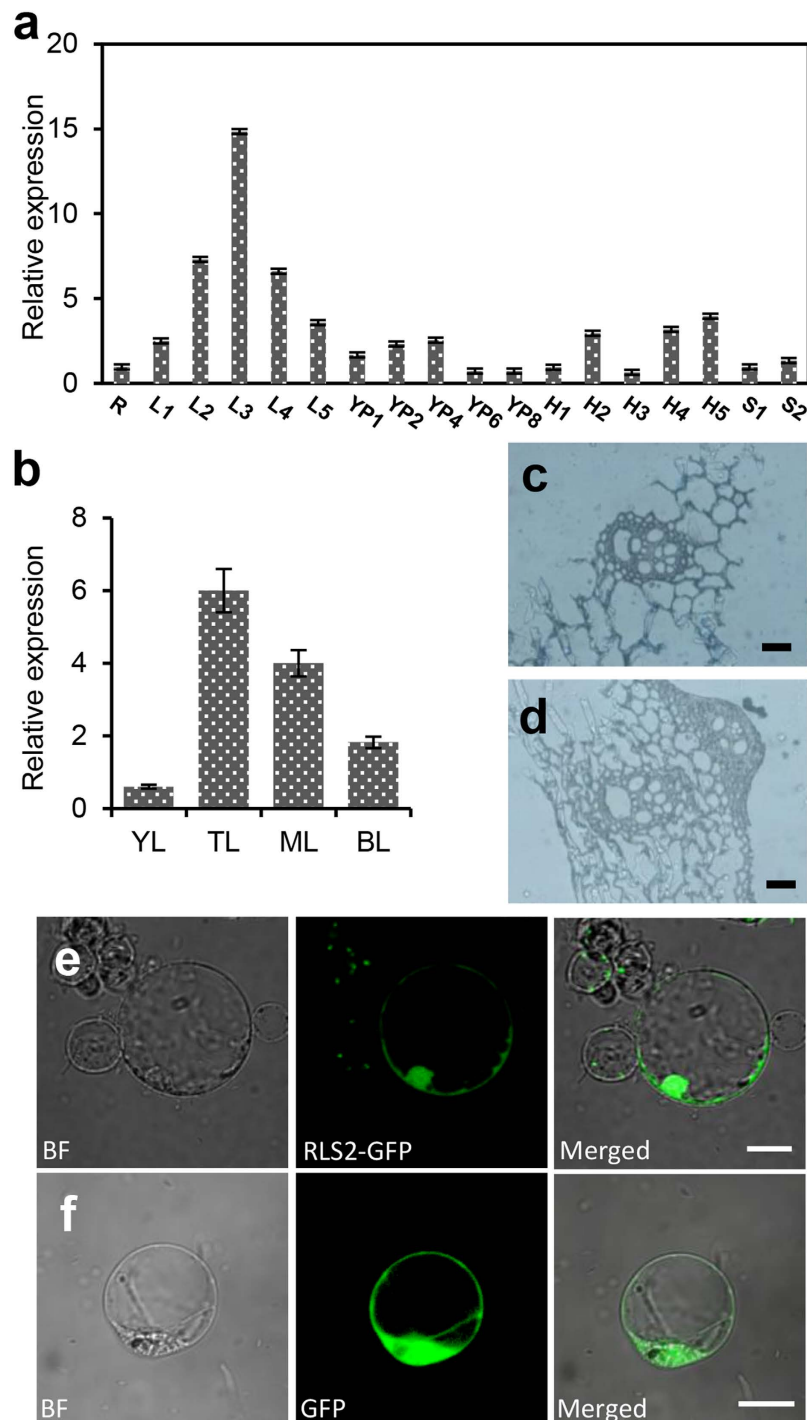 a
Relative expression
20
15
10
5
0
R L1 L2 L3 L4 L5 YP1 YP2 YP4 YP6 YP8 H1 H2 H3 H4 H5 S1 S2
b
Relative expression
8
6
4
2
0
YL TL ML BL
c
d
e
BF
RLS2-GFP
Merged
f
BF
GFP
Merged